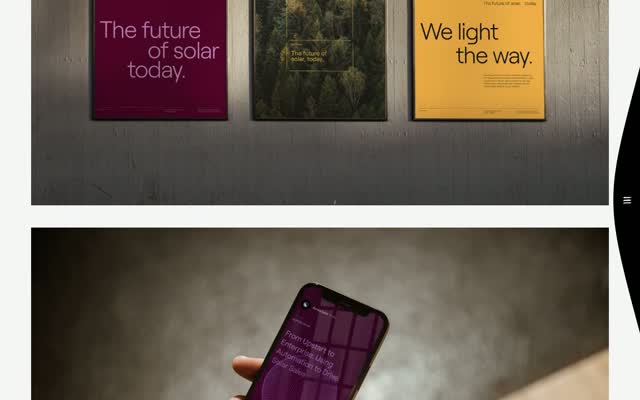 The future
of solar
today.
The future of
solar, today.
The future of solar, today.
We light
the way.
From Upstart to
Enterprise: Using
Automation to Drive
Solar Sales